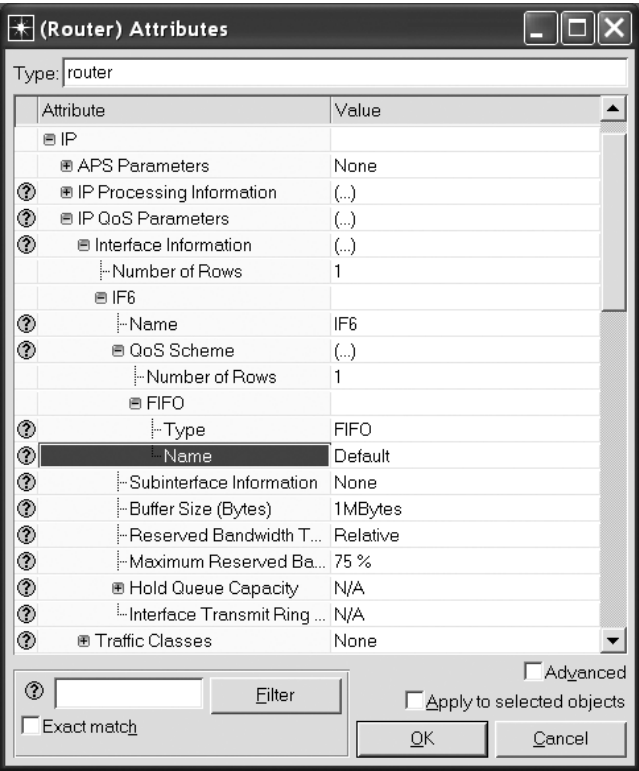 (Router) Attributes
Type: router
Attribute Value
IP
APS Parameters None
IP Processing Information (...)
IP QoS Parameters (...)
Interface Information (...)
Number of Rows 1
IF6
Name IF6
QoS Scheme (...)
Number of Rows 1
FIFO
Type FIFO
Name Default
Subinterface Information None
Buffer Size (Bytes) 1MBytes
Reserved Bandwidth T... Relative
Maximum Reserved Ba... 75 %
Hold Queue Capacity N/A
Interface Transmit Ring ... N/A
Traffic Classes None
Advanced
Filter
Apply to selected objects
Exact match
OK Cancel